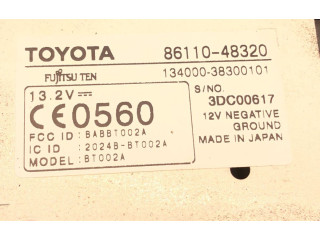 TOYOTA 86110-48320
FUJITSU TEN 134000-38300101
13.2V S/NO.
3DC00617
CE0560 12V NEGATIVE
GROUND
FCC ID : BABBT002A
MADE IN JAPAN
IC ID : 2024B-BT002A
MODEL: BT002A